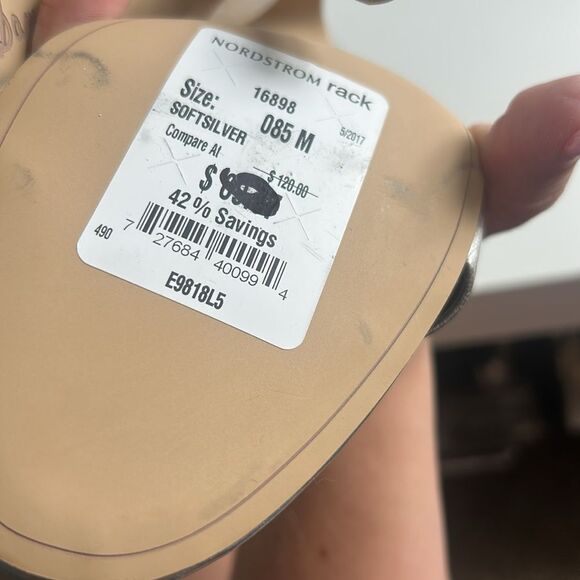 NORDSTROM rack
16898
5/2017
Size: 085 M
SOFTSILVER
Compare At $ 120.00
$
42 % Savings
490
7 27684 40099 4
E9818L5